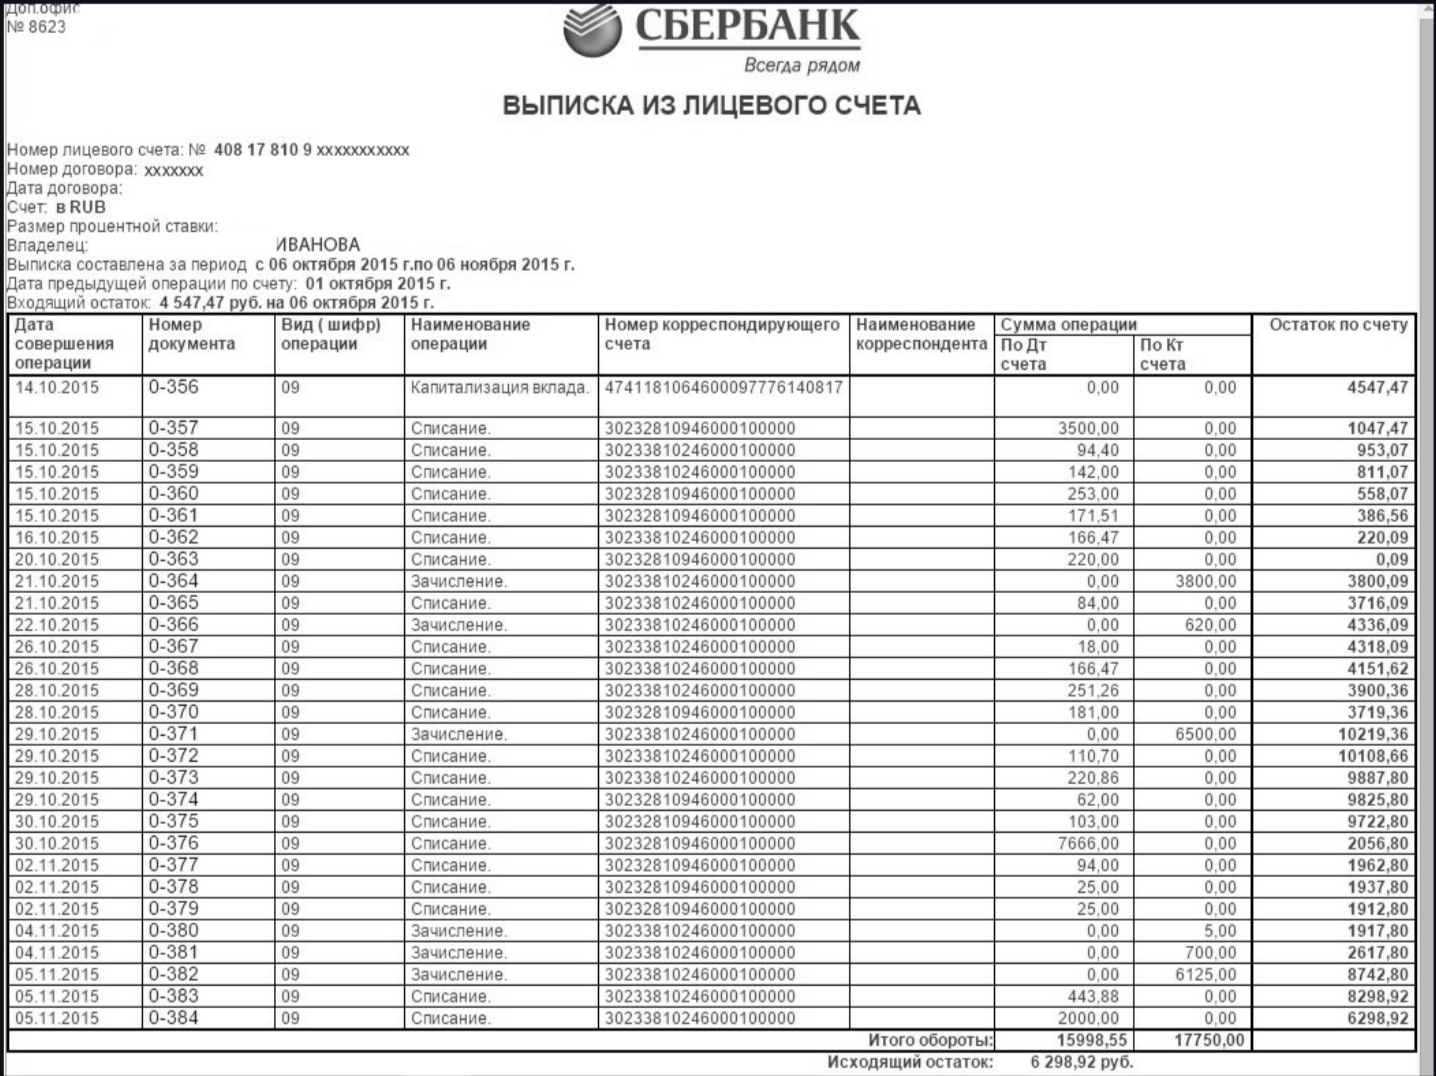 Доп.офис
№ 8623
СБЕРБАНК
Всегда рядом
ВЫПИСКА ИЗ ЛИЦЕВОГО СЧЕТА
Номер лицевого счета: № 408 17 810 9 xxxxxxxxxxx
Номер договора: xxxxxxx
Дата договора:
Счет: в RUB
Размер процентной ставки:
Владелец: ИВАНОВА
Выписка составлена за период с 06 октября 2015 г.по 06 ноября 2015 г.
Дата предыдущей операции по счету: 01 октября 2015 г.
Входящий остаток: 4 547,47 руб. на 06 октября 2015 г.
Дата совершения операции Номер документа Вид ( шифр) операции Наименование операции Номер корреспондирующего счета Наименование корреспондента Сумма операции Остаток по счету
По Дт счета По Кт счета
14.10.2015 0-356 09 Капитализация вклада. 47411810646000097776140817 0,00 0,00 4547,47
15.10.2015 0-357 09 Списание. 30232810946000100000 3500,00 0,00 1047,47
15.10.2015 0-358 09 Списание. 30233810246000100000 94,40 0,00 953,07
15.10.2015 0-359 09 Списание. 30233810246000100000 142,00 0,00 811,07
15.10.2015 0-360 09 Списание. 30232810946000100000 253,00 0,00 558,07
15.10.2015 0-361 09 Списание. 30232810946000100000 171,51 0,00 386,56
16.10.2015 0-362 09 Списание. 30233810246000100000 166,47 0,00 220,09
20.10.2015 0-363 09 Списание. 30232810946000100000 220,00 0,00 0,09
21.10.2015 0-364 09 Зачисление. 30233810246000100000 0,00 3800,00 3800,09
21.10.2015 0-365 09 Списание. 30233810246000100000 84,00 0,00 3716,09
22.10.2015 0-366 09 Зачисление. 30233810246000100000 0,00 620,00 4336,09
26.10.2015 0-367 09 Списание. 30232810946000100000 18,00 0,00 4318,09
26.10.2015 0-368 09 Списание. 30233810246000100000 166,47 0,00 4151,62
28.10.2015 0-369 09 Списание. 30233810246000100000 251,26 0,00 3900,36
28.10.2015 0-370 09 Списание. 30232810946000100000 181,00 0,00 3719,36
29.10.2015 0-371 09 Зачисление. 30233810246000100000 0,00 6500,00 10219,36
29.10.2015 0-372 09 Списание. 30232810946000100000 110,70 0,00 10108,66
29.10.2015 0-373 09 Списание. 30233810246000100000 220,86 0,00 9887,80
29.10.2015 0-374 09 Списание. 30232810946000100000 62,00 0,00 9825,80
30.10.2015 0-375 09 Списание. 30232810946000100000 103,00 0,00 9722,80
30.10.2015 0-376 09 Списание. 30233810246000100000 7666,00 0,00 2056,80
02.11.2015 0-377 09 Списание. 30232810946000100000 94,00 0,00 1962,80
02.11.2015 0-378 09 Списание. 30232810946000100000 25,00 0,00 1937,80
02.11.2015 0-379 09 Списание. 30232810946000100000 25,00 0,00 1912,80
04.11.2015 0-380 09 Зачисление. 30233810246000100000 0,00 5,00 1917,80
04.11.2015 0-381 09 Зачисление. 30233810246000100000 0,00 700,00 2617,80
05.11.2015 0-382 09 Зачисление. 30233810246000100000 0,00 6125,00 8742,80
05.11.2015 0-383 09 Списание. 30233810246000100000 443,88 0,00 8298,92
05.11.2015 0-384 09 Списание. 30233810246000100000 2000,00 0,00 6298,92
Итого обороты: 15998,55 17750,00
Исходящий остаток: 6 298,92 руб.